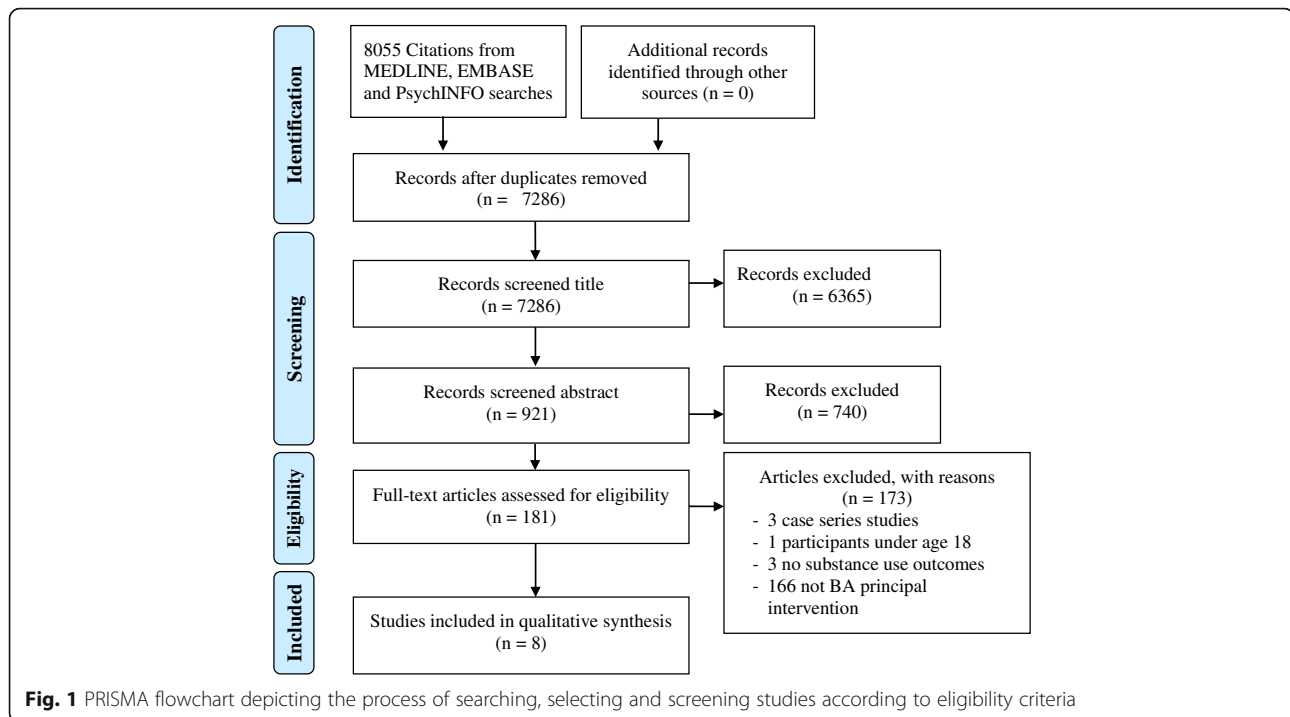 Identification
8055 Citations from
MEDLINE, EMBASE
and PsychINFO searches
Additional records
identified through other
sources (n = 0)
Records after duplicates removed
(n = 7286)
Screening
Records screened title
(n = 7286)
Records excluded
(n = 6365)
Records screened abstract
(n = 921)
Records excluded
(n = 740)
Eligibility
Full-text articles assessed for eligibility
(n = 181)
Articles excluded, with reasons
(n = 173)
- 3 case series studies
- 1 participants under age 18
- 3 no substance use outcomes
- 166 not BA principal
intervention
Included
Studies included in qualitative synthesis
(n = 8)
Fig. 1 PRISMA flowchart depicting the process of searching, selecting and screening studies according to eligibility criteria